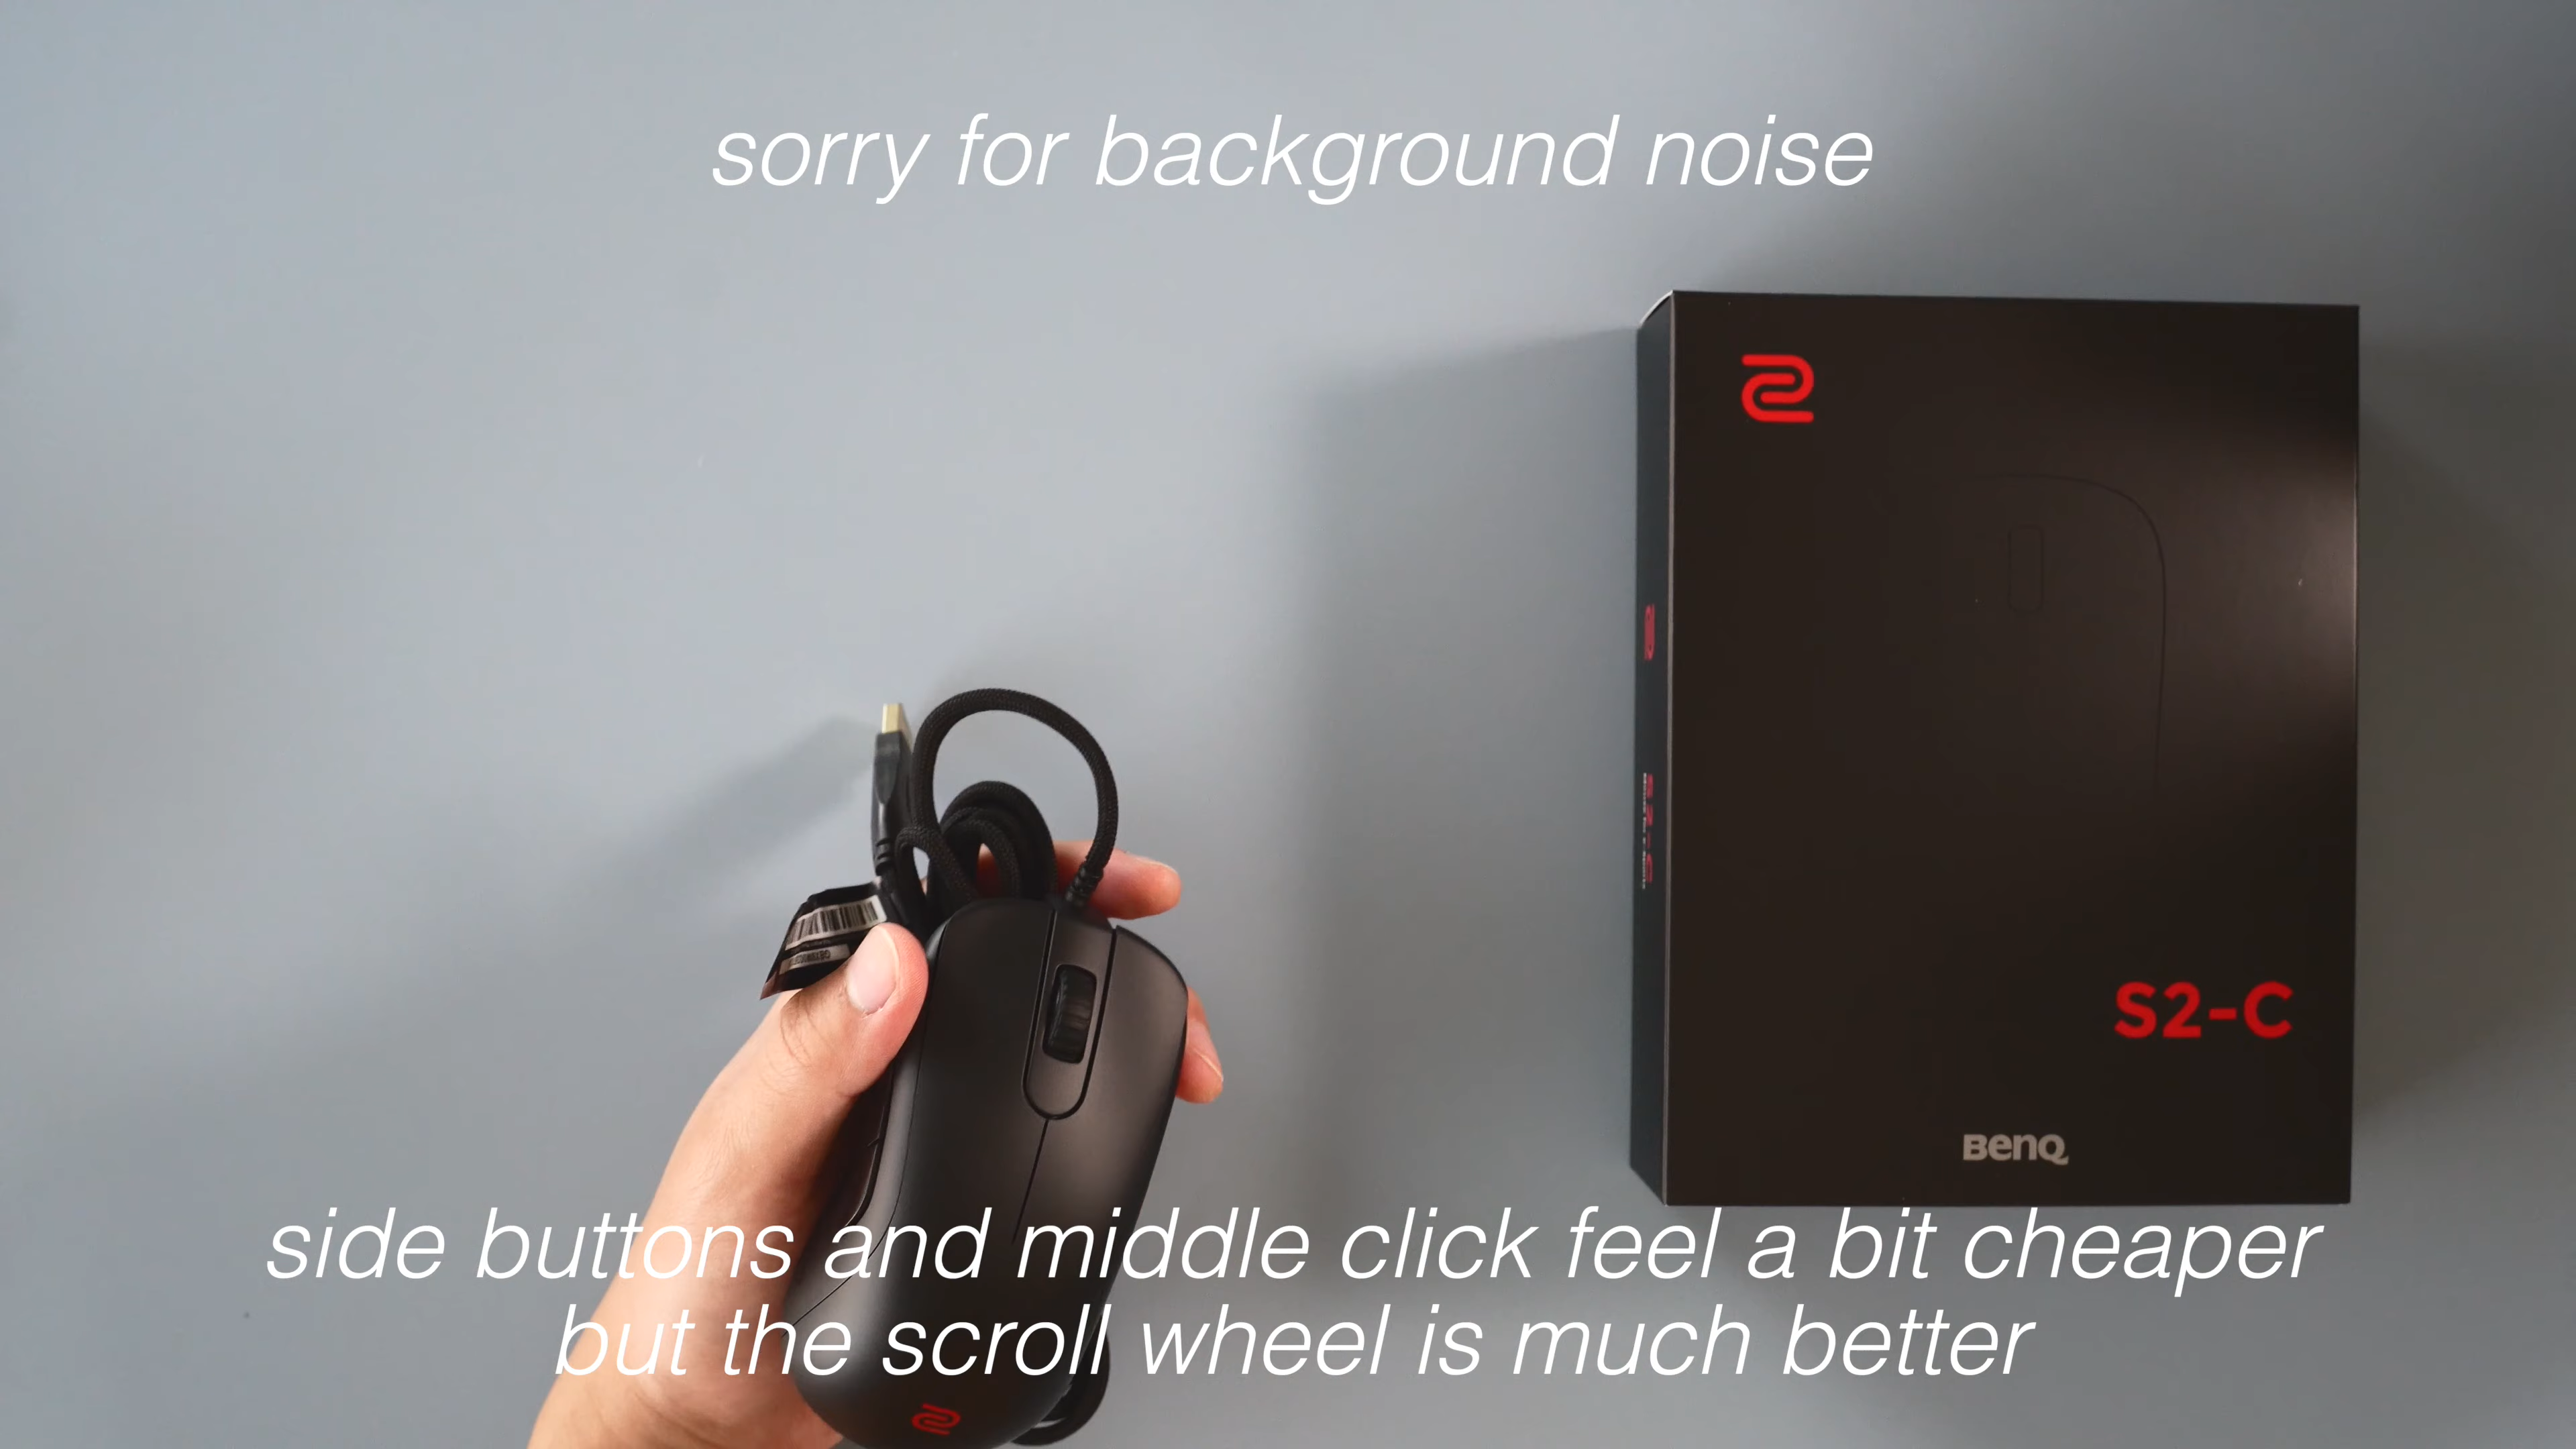 sorry for background noise
S2-C
BenQ
side buttons and middle click feel a bit cheaper
but the scroll wheel is much better